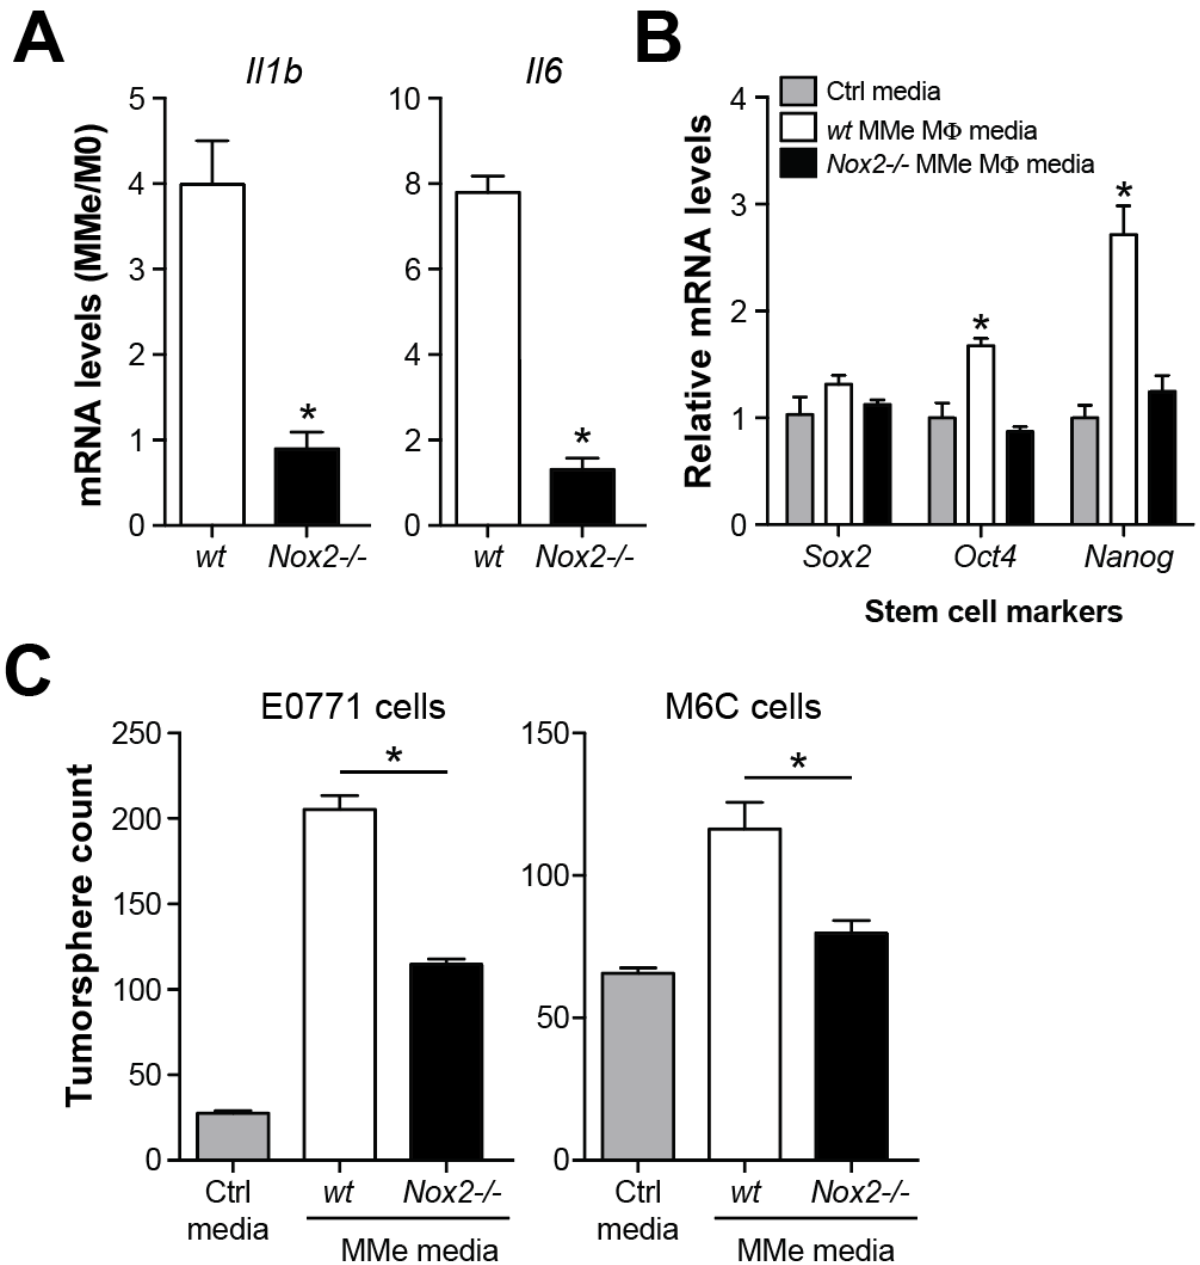 A
Il1b
Il6
mRNA levels (MMe/M0)
5
4
3
2
1
0
*
wt
Nox2-/-
10
8
6
4
2
0
*
wt
Nox2-/-
B
Ctrl media
wt MMe MΦ media
Nox2-/- MMe MΦ media
Relative mRNA levels
4
3
2
1
0
*
*
Sox2
Oct4
Nanog
Stem cell markers
C
E0771 cells
M6C cells
Tumorsphere count
250
200
150
100
50
0
*
Ctrl
media
wt
Nox2-/-
MMe media
150
100
50
0
*
Ctrl
media
wt
Nox2-/-
MMe media